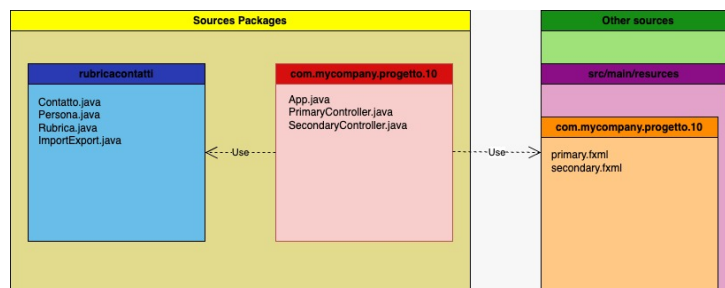 Sources Packages
Other sources
rubricacontatti
com.mycompany.progetto.10
src/main/resurces
Contatto.java
Persona.java
Rubrica.java
ImportExport.java
App.java
PrimaryController.java
SecondaryController.java
com.mycompany.progetto.10
Use
Use
primary.fxml
secondary.fxml